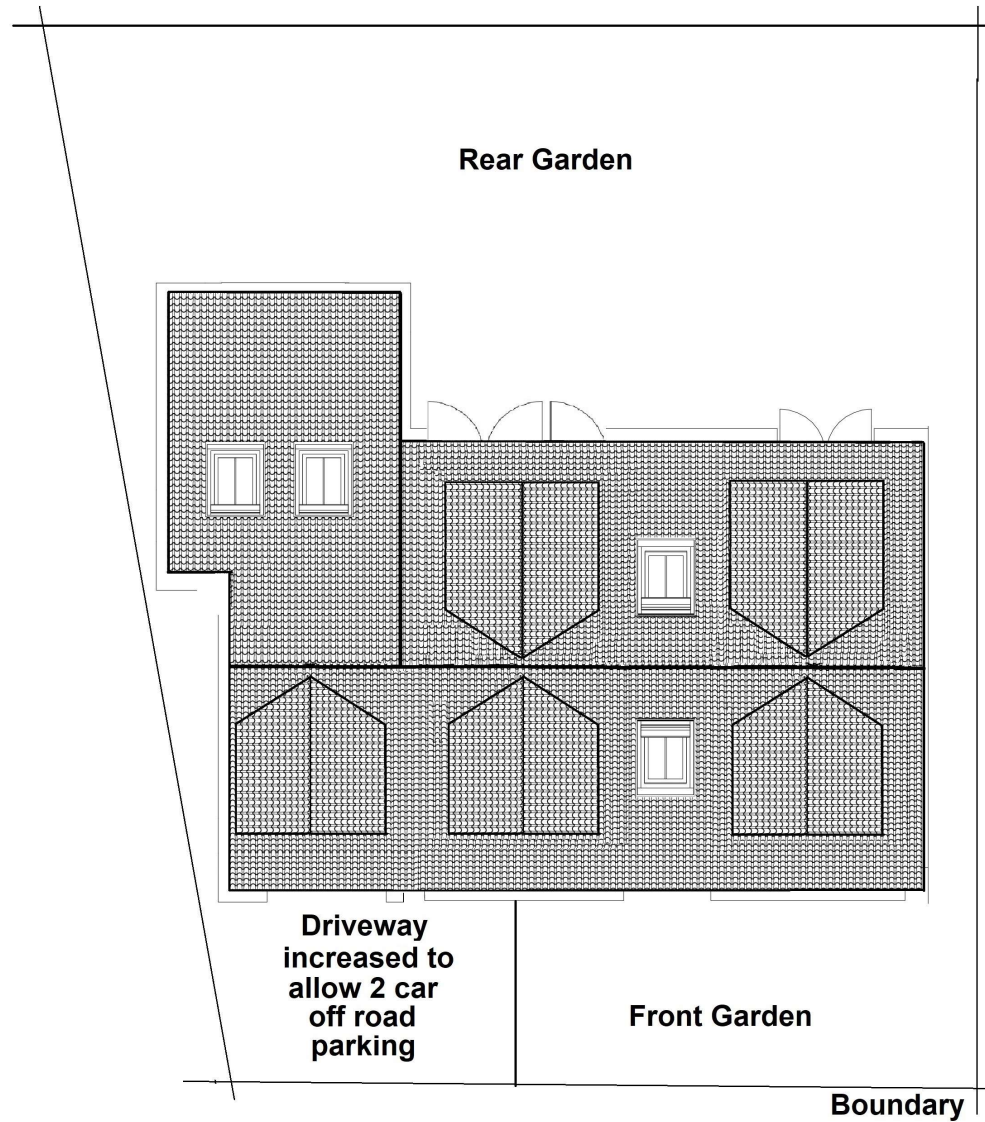 Rear Garden
Driveway
increased to
allow 2 car
off road
parking
Front Garden
Boundary